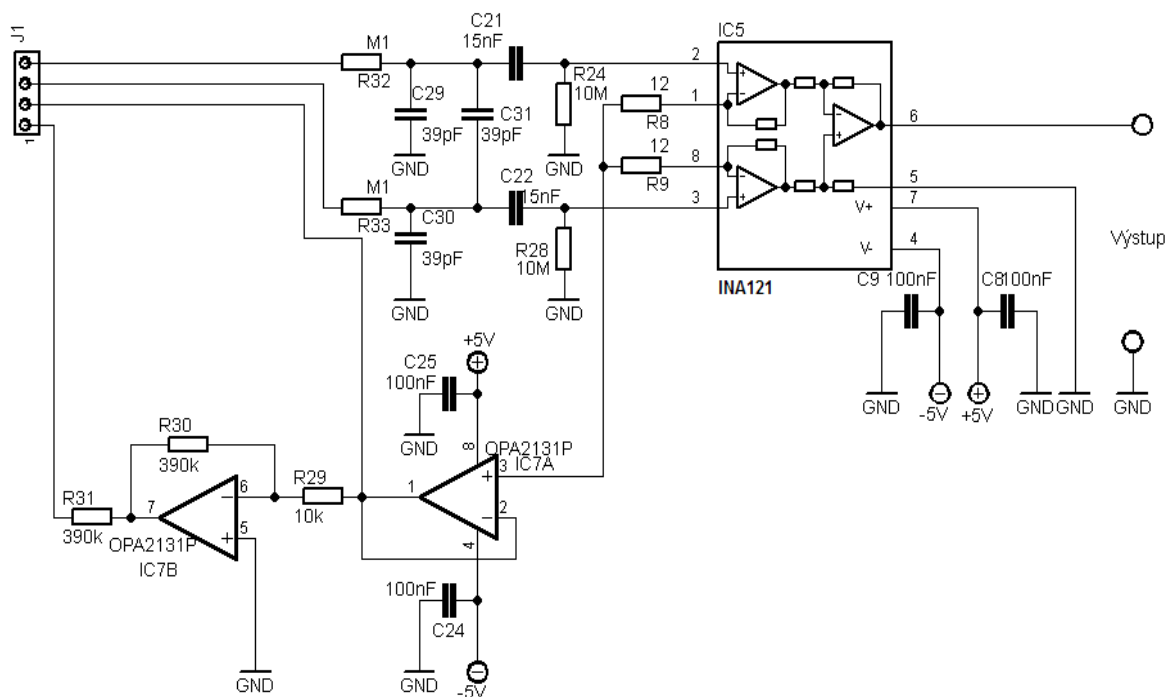 J1
1
M1
R32
C29
39pF
GND
C31
39pF
C21
15nF
R24
10M
GND
M1
R33
C30
39pF
GND
C22
15nF
R28
10M
GND
12
R8
12
R9
IC5
2
1
8
3
6
5
7
4
V+
V-
INA121
Výstup
C9 100nF
C8100nF
GND
-5V
+5V
GND
GND
GND
+5V
C25
100nF
GND
8
OPA2131P
IC7A
3
2
1
4
100nF
C24
GND
-5V
R30
390k
R29
10k
R31
390k
7
6
5
OPA2131P
IC7B
GND